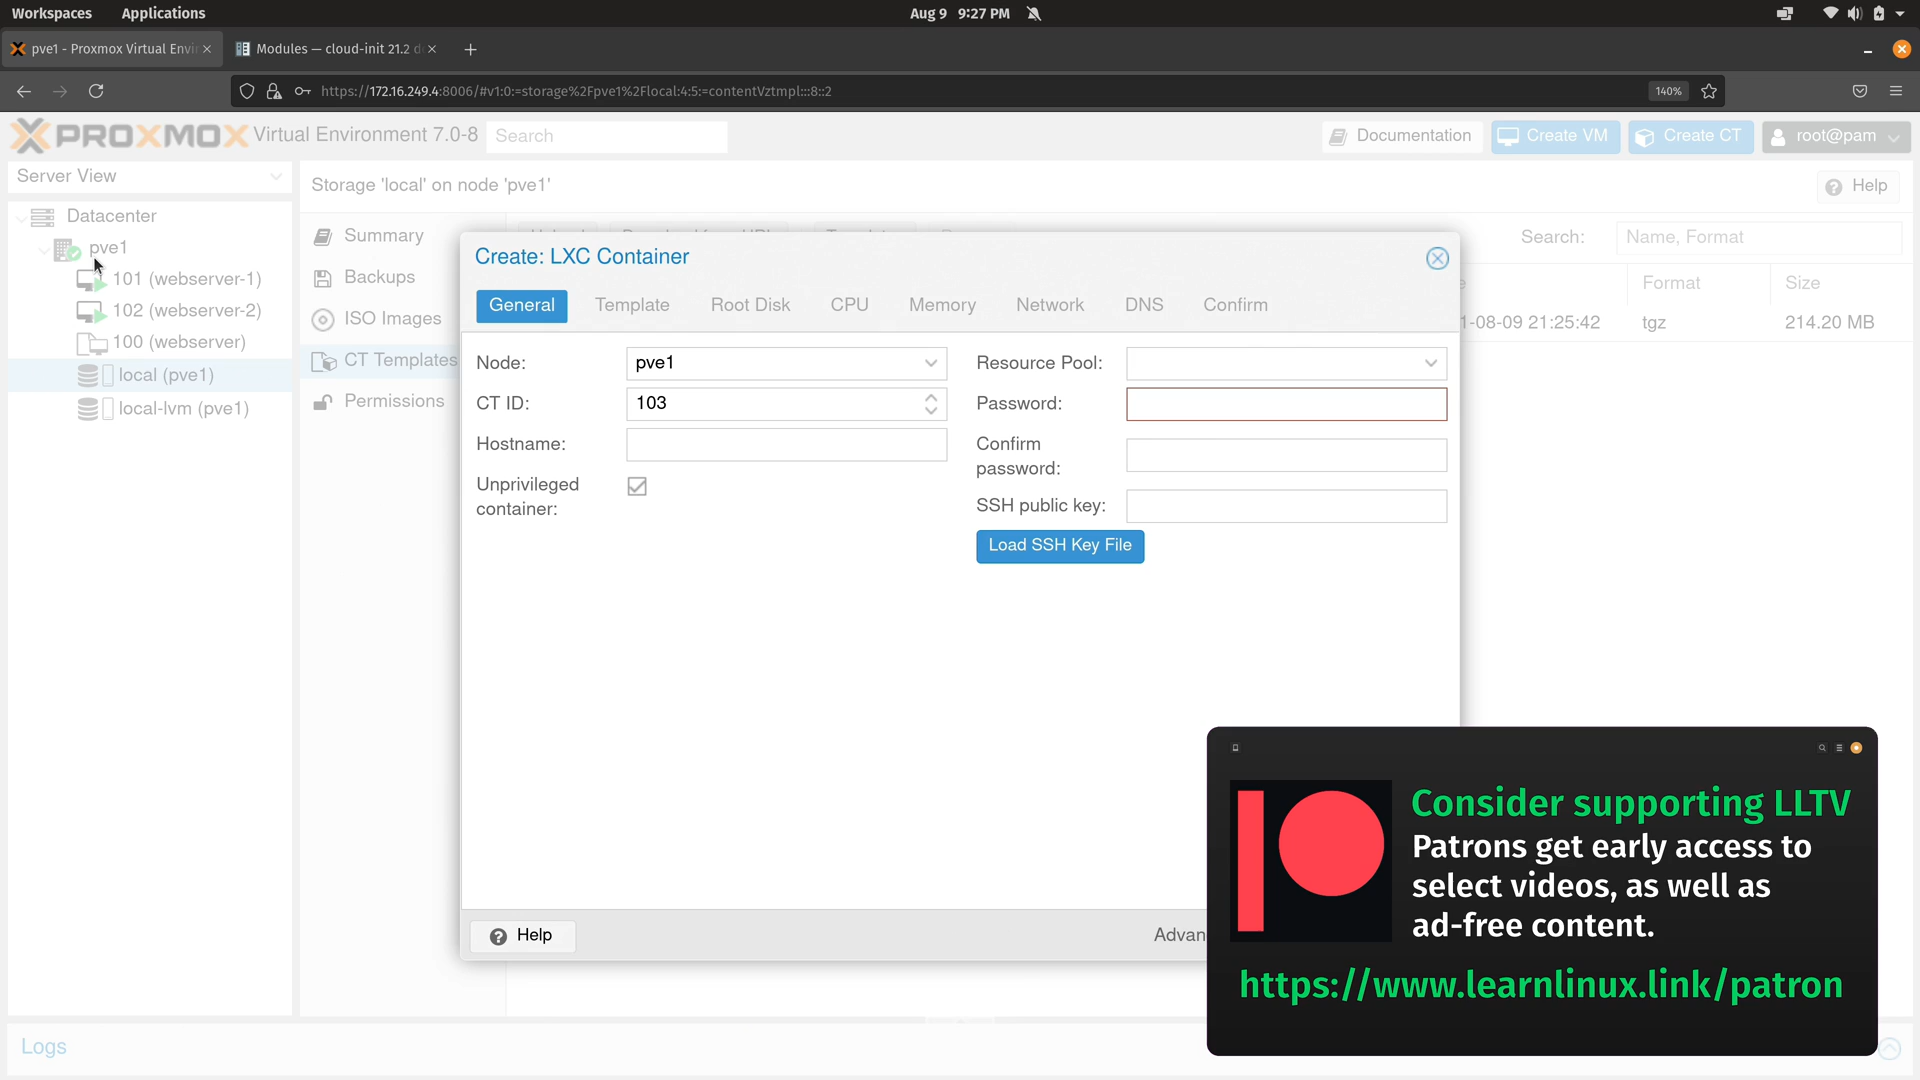 Workspaces Applications Aug 9 9:27 PM
pve1 - Proxmox Virtual Envi Modules — cloud-init 21.2 d
https://172.16.249.4:8006/#v1:0:=storage%2Fpve1%2Flocal:4:5:=contentVztmpl:::8::2 140%
PROXMOX Virtual Environment 7.0-8 Search Documentation Create VM Create CT root@pam
Server View
Storage 'local' on node 'pve1' Help
Datacenter
pve1
101 (webserver-1)
102 (webserver-2)
100 (webserver)
local (pve1)
local-lvm (pve1)
Summary
Backups
ISO Images
CT Templates
Permissions
Search: Name, Format
Format Size
1-08-09 21:25:42 tgz 214.20 MB
Create: LXC Container
General Template Root Disk CPU Memory Network DNS Confirm
Node: pve1 Resource Pool:
CT ID: 103 Password:
Hostname: Confirm password:
Unprivileged container: SSH public key:
Load SSH Key File
Help Advan
Consider supporting LLTV
Patrons get early access to
select videos, as well as
ad-free content.
https://www.learnlinux.link/patron
Logs